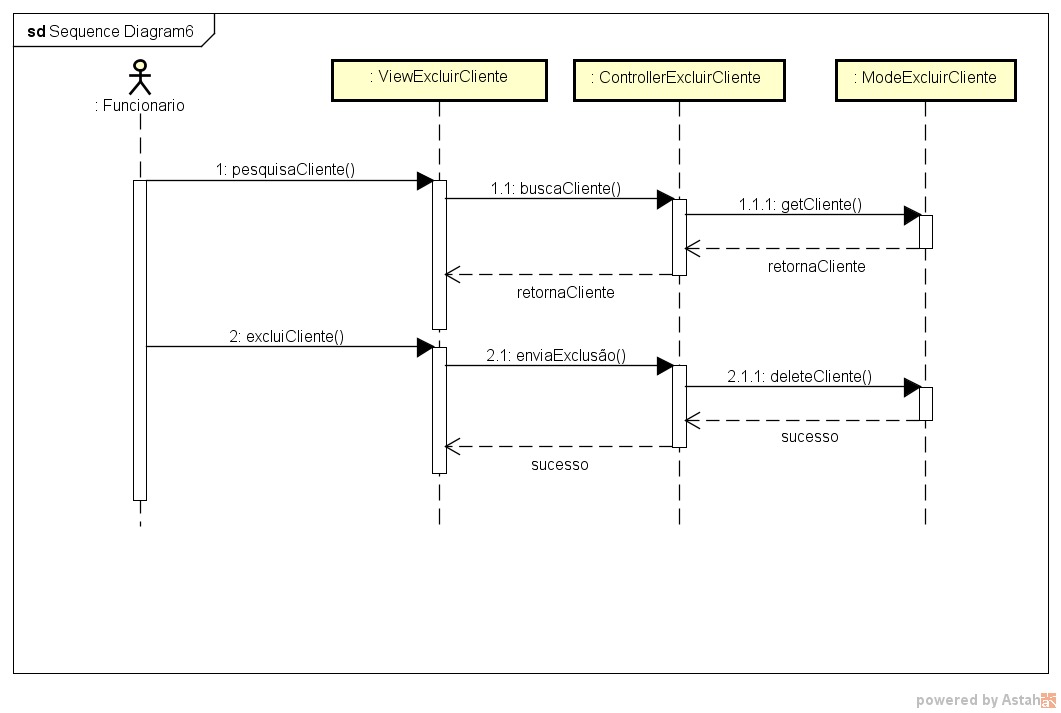 sd Sequence Diagram6
: Funcionario
: ViewExcluirCliente
: ControllerExcluirCliente
: ModeExcluirCliente
1: pesquisaCliente()
1.1: buscaCliente()
1.1.1: getCliente()
retornaCliente
retornaCliente
2: excluiCliente()
2.1: enviaExclusão()
2.1.1: deleteCliente()
sucesso
sucesso
powered by Astah